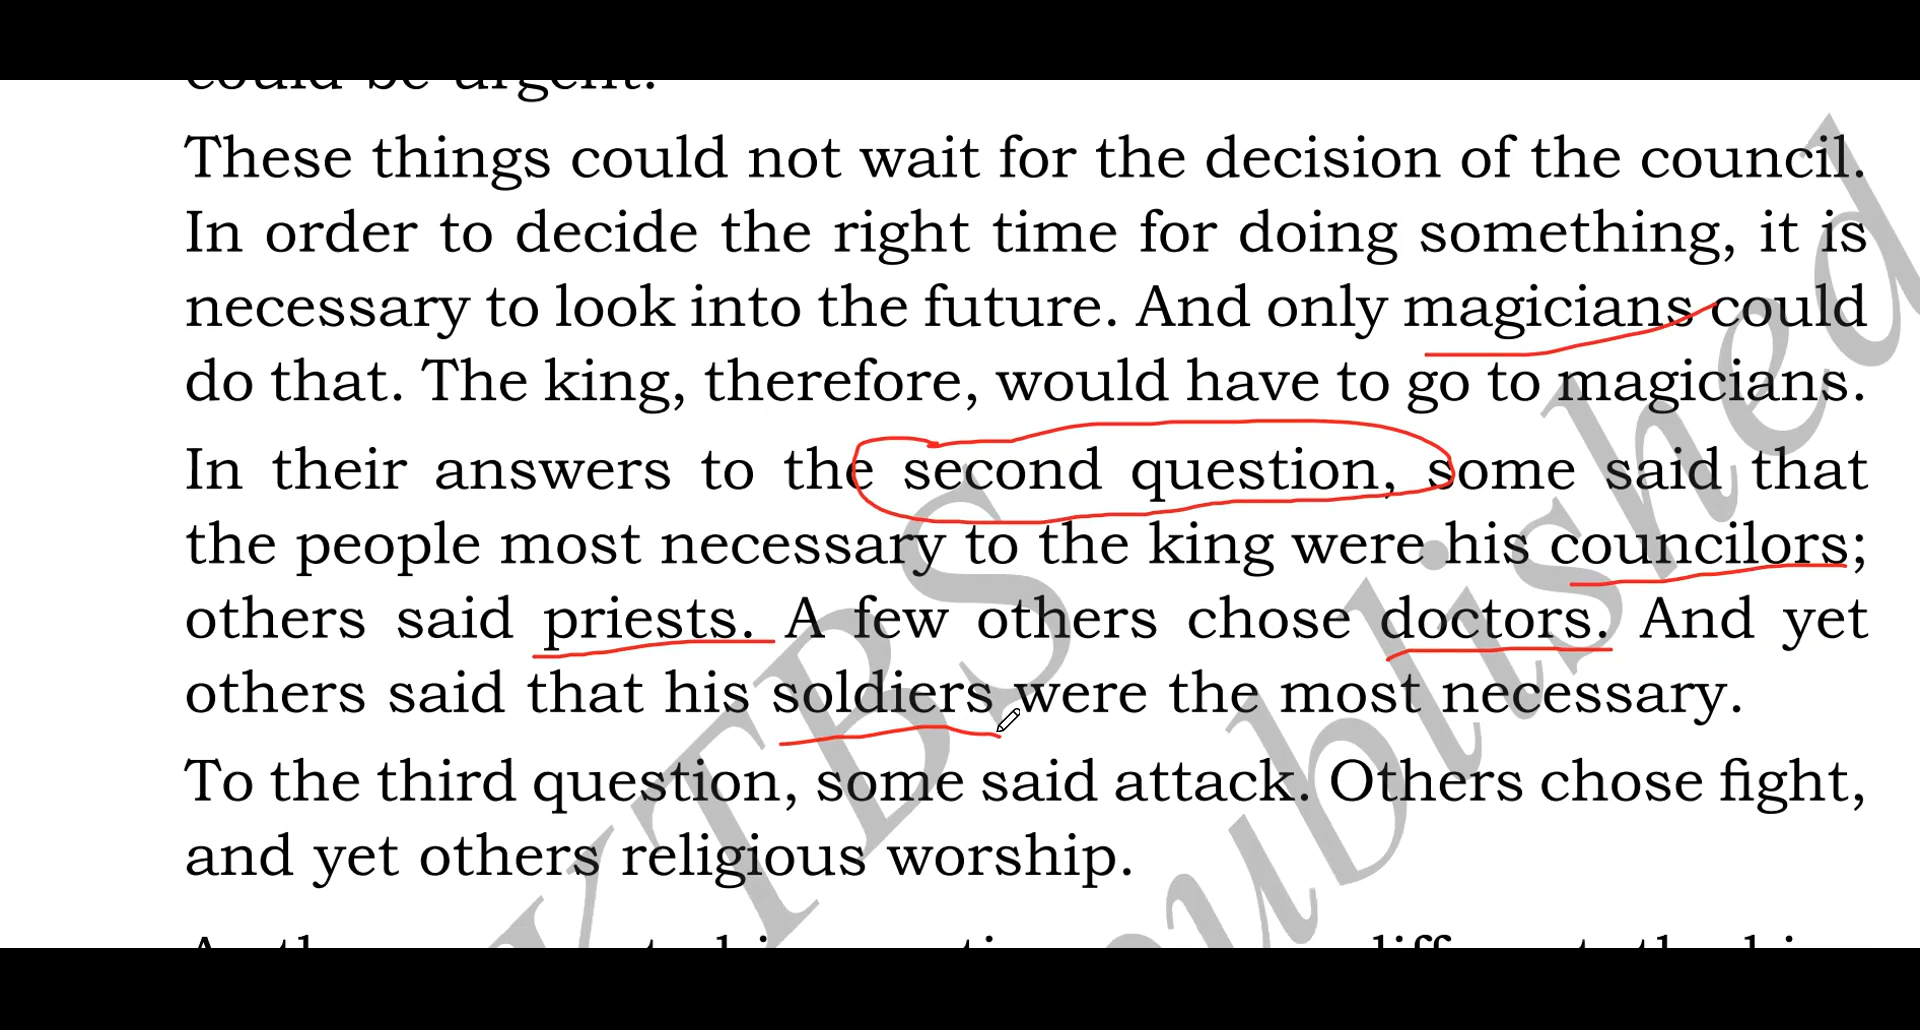 could be urgent.
These things could not wait for the decision of the council.
In order to decide the right time for doing something, it is
necessary to look into the future. And only magicians could
do that. The king, therefore, would have to go to magicians.
In their answers to the second question, some said that
the people most necessary to the king were his councilors;
others said priests. A few others chose doctors. And yet
others said that his soldiers were the most necessary.
To the third question, some said attack. Others chose fight,
and yet others religious worship.
KTBS
published